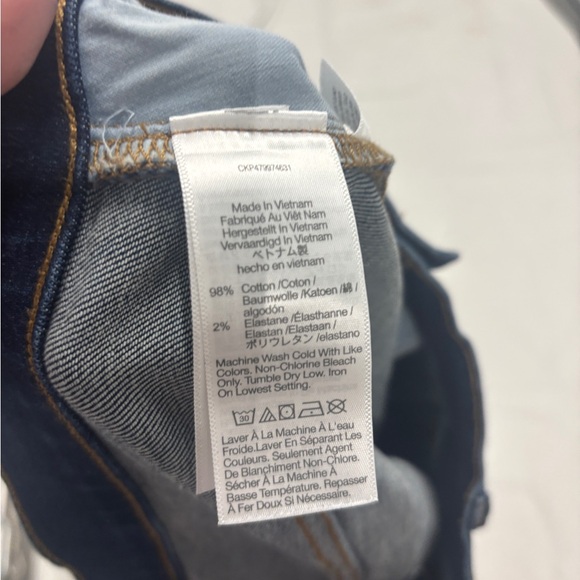 CKP479974631
Made In Vietnam
Fabriqué Au Viêt Nam
Hergestellt In Vietnam
Vervaardigd In Vietnam
ベトナム製
hecho en vietnam
98% Cotton /Coton /
Baumwolle /Katoen /綿 /
algodón
2% Elastane /Élasthanne /
Elastan /Elastaan /
ポリウレタン /elastano
Machine Wash Cold With Like
Colors. Non-Chlorine Bleach
Only. Tumble Dry Low. Iron
On Lowest Setting.
30
Laver À La Machine À L'eau
Froide.Laver En Séparant Les
Couleurs. Seulement Agent
De Blanchiment Non-Chlore.
Sécher À La Machine À
Basse Température. Repasser
À Fer Doux Si Nécessaire.